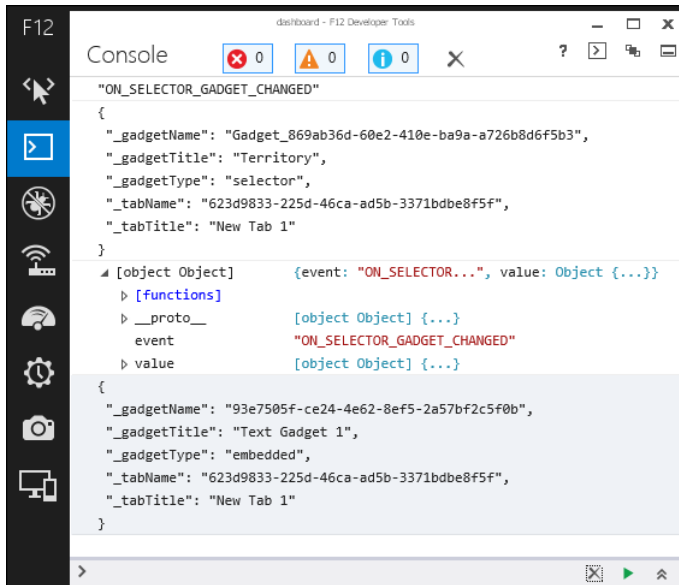 F12
dashboard - F12 Developer Tools
Console
0
0
0
?
"ON_SELECTOR_GADGET_CHANGED"
{
"_gadgetName": "Gadget_869ab36d-60e2-410e-ba9a-a726b8d6f5b3",
"_gadgetTitle": "Territory",
"_gadgetType": "selector",
"_tabName": "623d9833-225d-46ca-ad5b-3371bdbe8f5f",
"_tabTitle": "New Tab 1"
}
[object Object] {event: "ON_SELECTOR...", value: Object {...}}
[functions]
__proto__ [object Object] {...}
event "ON_SELECTOR_GADGET_CHANGED"
value [object Object] {...}
{
"_gadgetName": "93e7505f-ce24-4e62-8ef5-2a57bf2c5f0b",
"_gadgetTitle": "Text Gadget 1",
"_gadgetType": "embedded",
"_tabName": "623d9833-225d-46ca-ad5b-3371bdbe8f5f",
"_tabTitle": "New Tab 1"
}